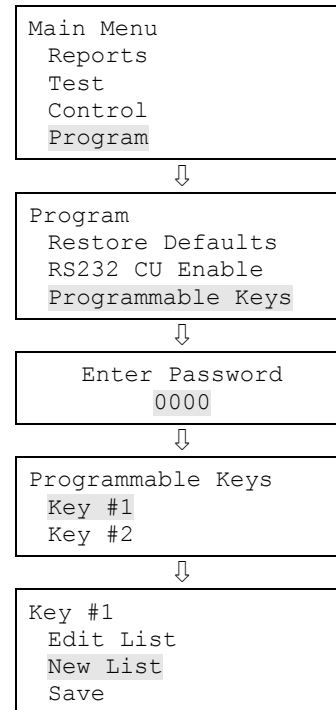 Main Menu
Reports
Test
Control
Program
⇩
Program
Restore Defaults
RS232 CU Enable
Programmable Keys
⇩
Enter Password
0000
⇩
Programmable Keys
Key #1
Key #2
⇩
Key #1
Edit List
New List
Save